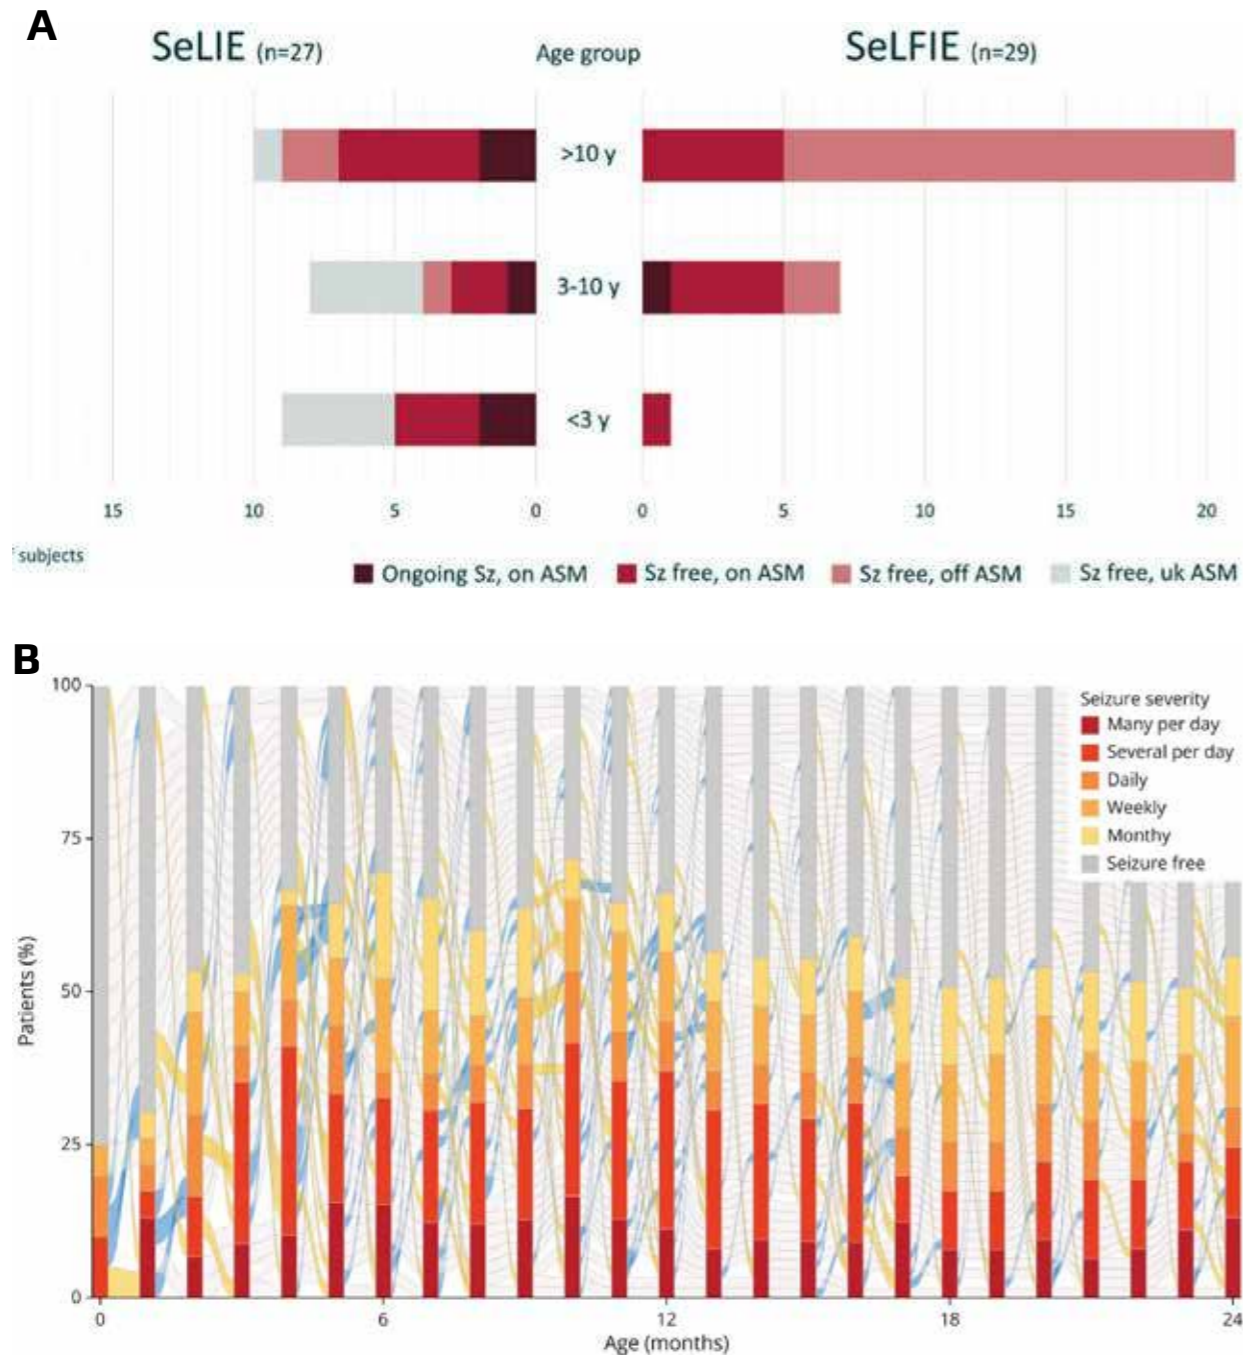 A
SeLIE (n=27) Age group SeLFIE (n=29)
>10 y
3-10 y
<3 y
15 10 5 0 0 5 10 15 20
subjects
Ongoing Sz, on ASM Sz free, on ASM Sz free, off ASM Sz free, uk ASM
B
100
75
50
25
0
Patients (%)
Seizure severity
Many per day
Several per day
Daily
Weekly
Monthy
Seizure free
0 6 12 18 24
Age (months)